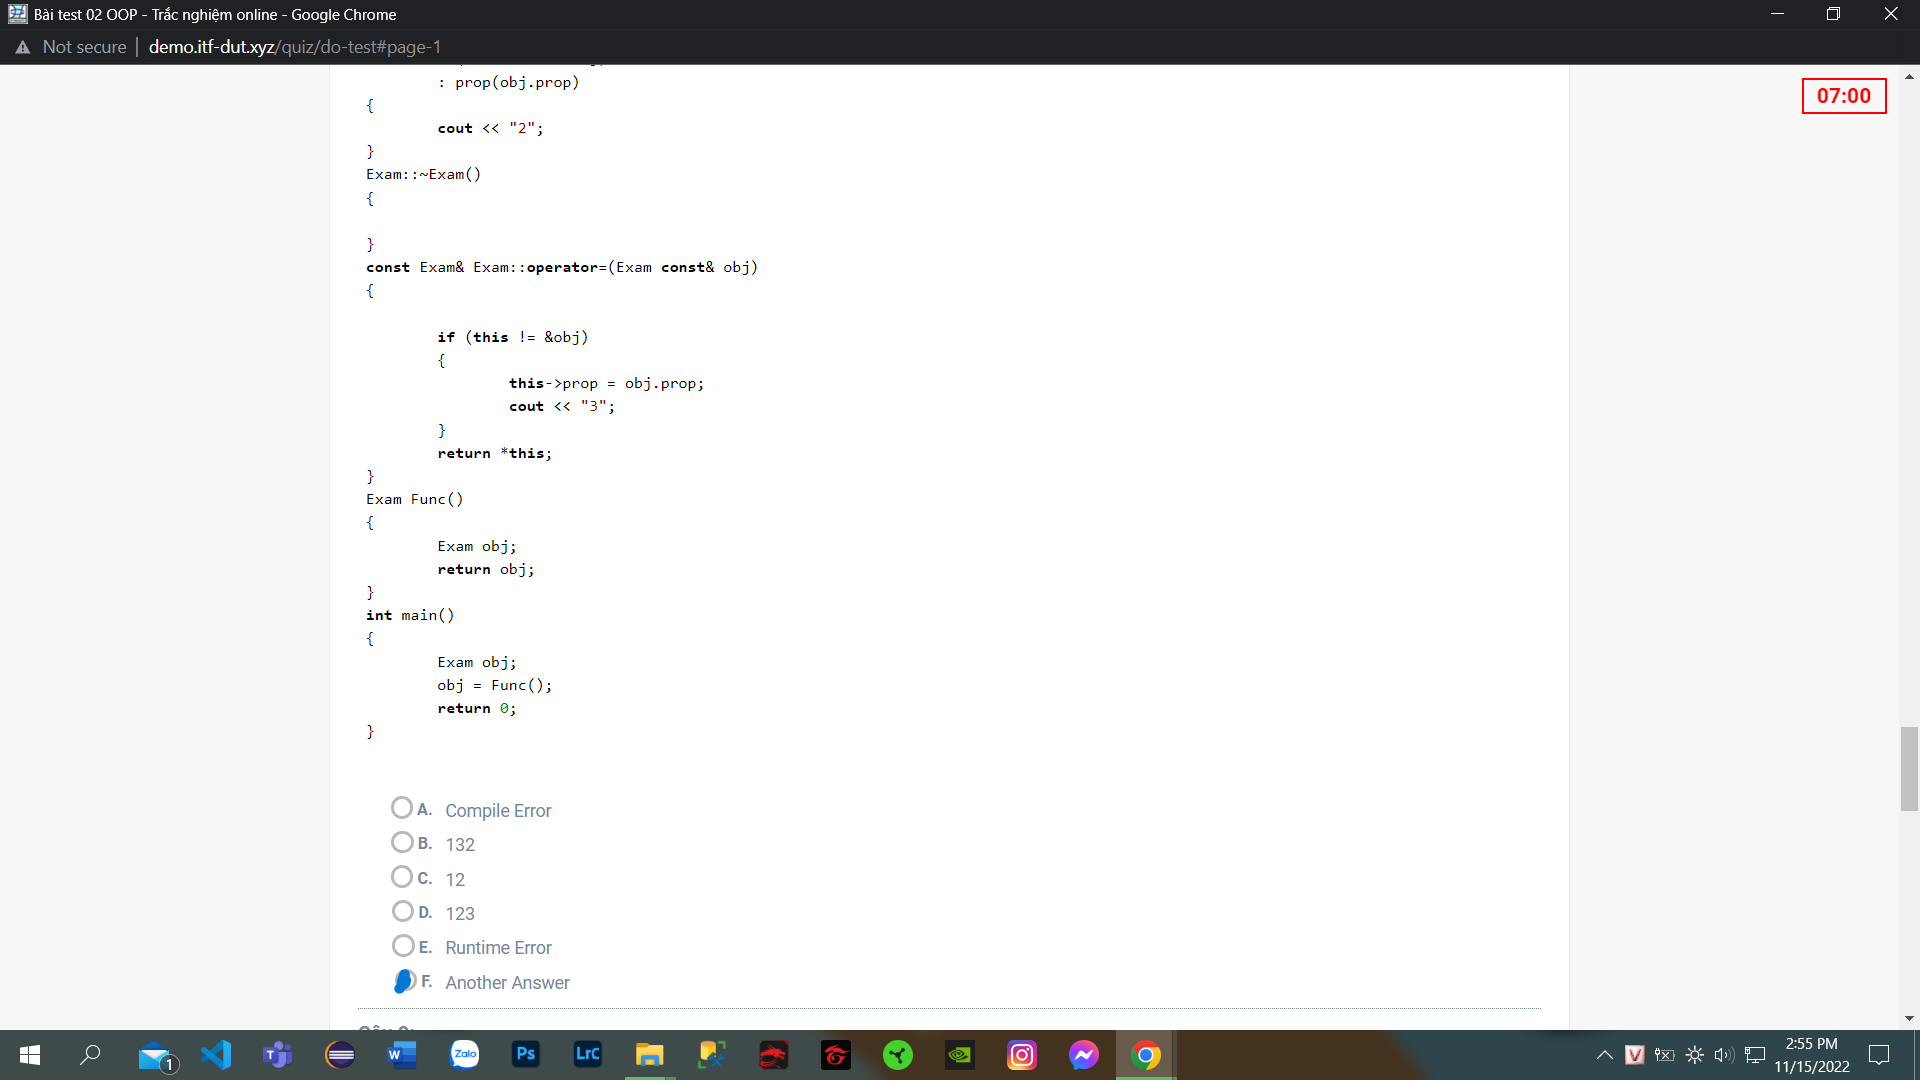 Bài test 02 OOP - Trắc nghiệm online - Google Chrome
Not secure | demo.itf-dut.xyz/quiz/do-test#page-1
07:00
: prop(obj.prop)
{
cout << "2";
}
Exam::~Exam()
{
}
const Exam& Exam::operator=(Exam const& obj)
{
if (this != &obj)
{
this->prop = obj.prop;
cout << "3";
}
return *this;
}
Exam Func()
{
Exam obj;
return obj;
}
int main()
{
Exam obj;
obj = Func();
return 0;
}
A. Compile Error
B. 132
C. 12
D. 123
E. Runtime Error
F. Another Answer
1
T
W
Zalo
Ps
LrC
V
2:55 PM
11/15/2022